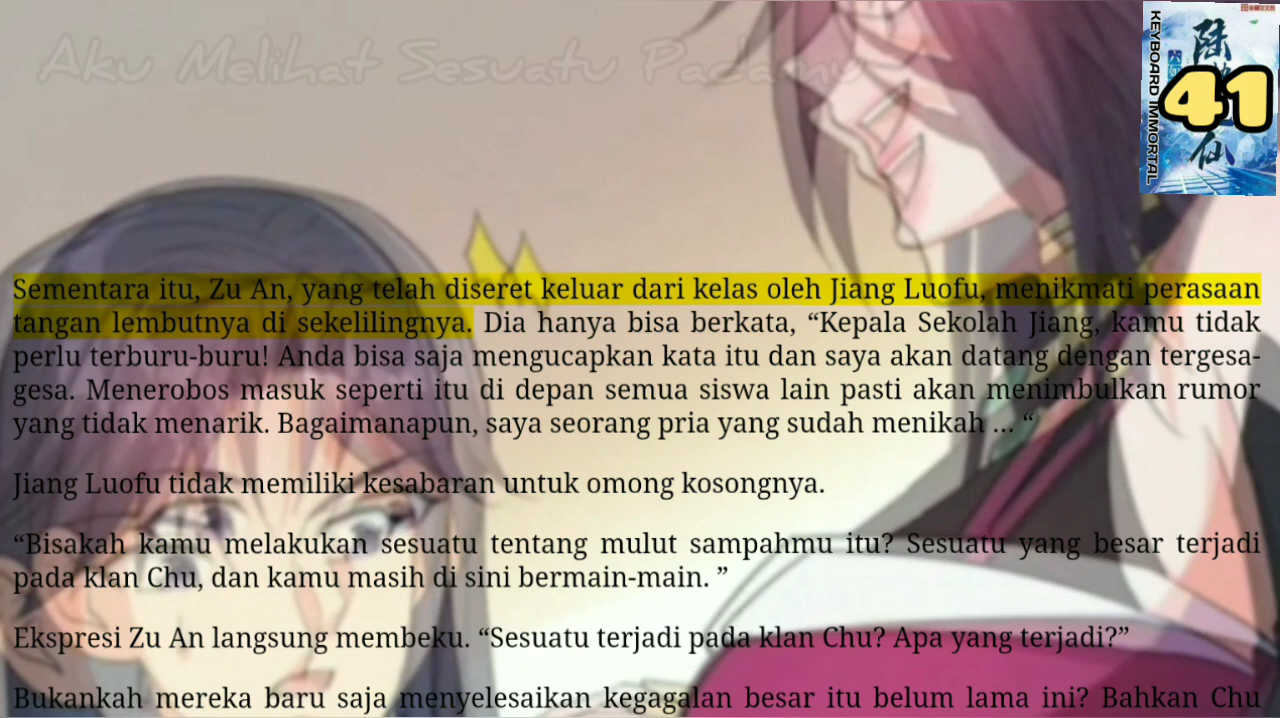 Aku Melihat Sesuatu Padamu
KEYBOARD IMMORTAL
41
Sementara itu, Zu An, yang telah diseret keluar dari kelas oleh Jiang Luofu, menikmati perasaan
tangan lembutnya di sekelilingnya. Dia hanya bisa berkata, “Kepala Sekolah Jiang, kamu tidak
perlu terburu-buru! Anda bisa saja mengucapkan kata itu dan saya akan datang dengan tergesa-
gesa. Menerobos masuk seperti itu di depan semua siswa lain pasti akan menimbulkan rumor
yang tidak menarik. Bagaimanapun, saya seorang pria yang sudah menikah ... “
Jiang Luofu tidak memiliki kesabaran untuk omong kosongnya.
“Bisakah kamu melakukan sesuatu tentang mulut sampahmu itu? Sesuatu yang besar terjadi
pada klan Chu, dan kamu masih di sini bermain-main. ”
Ekspresi Zu An langsung membeku. “Sesuatu terjadi pada klan Chu? Apa yang terjadi?”
Bukankah mereka baru saja menyelesaikan kegagalan besar itu belum lama ini? Bahkan Chu